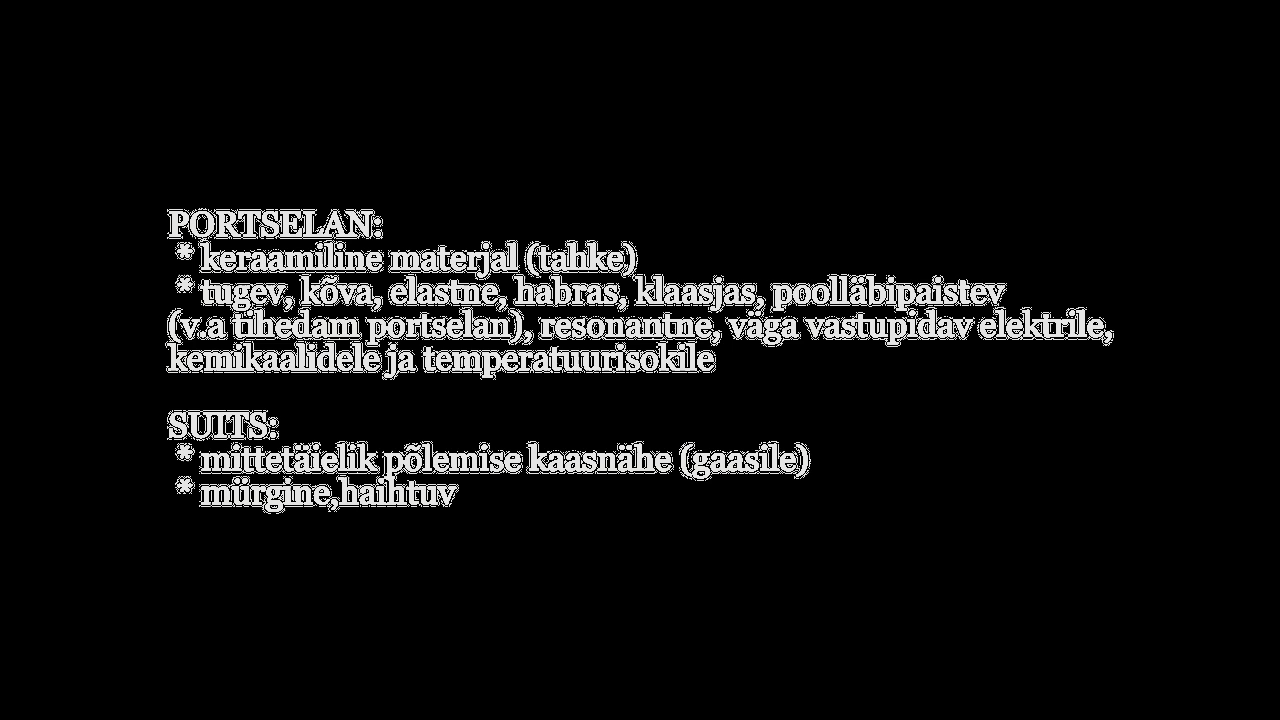 PORTSELAN:
* keraamiline materjal (tahke)
* tugev, kõva, elastne, habras, klaasjas, poolläbipaistev
(v.a tihedam portselan), resonantne, väga vastupidav elektrile,
kemikaalidele ja temperatuurisokile
SUITS:
* mittetäielik põlemise kaasnähe (gaasile)
* mürgine,haihtuv